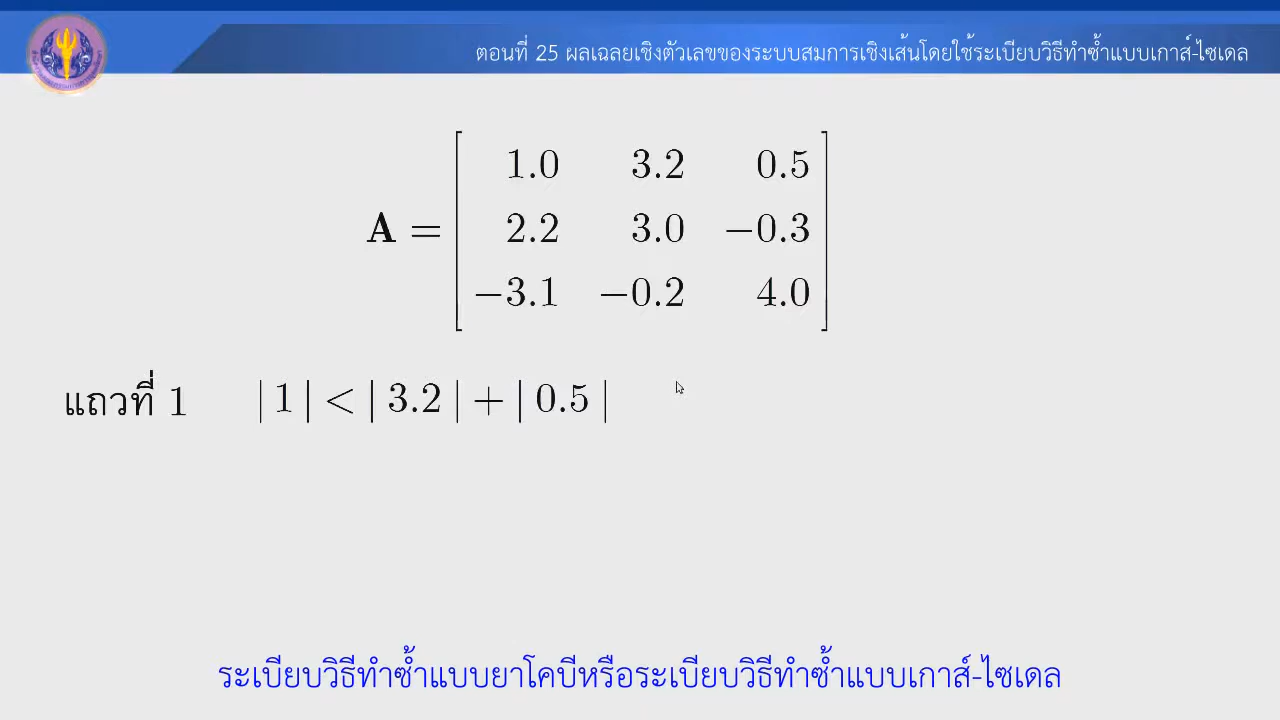 ตอนที่ 25 ผลเฉลยเชิงตัวเลขของระบบสมการเชิงเส้นโดยใช้ระเบียบวิธีทำซ้ำแบบเกาส์-ไซเดล
1.0 3.2 0.5
A = 2.2 3.0 −0.3
−3.1 −0.2 4.0
แถวที่ 1 | 1 | < | 3.2 | + | 0.5 |
ระเบียบวิธีทำซ้ำแบบยาโคบีหรือระเบียบวิธีทำซ้ำแบบเกาส์-ไซเดล